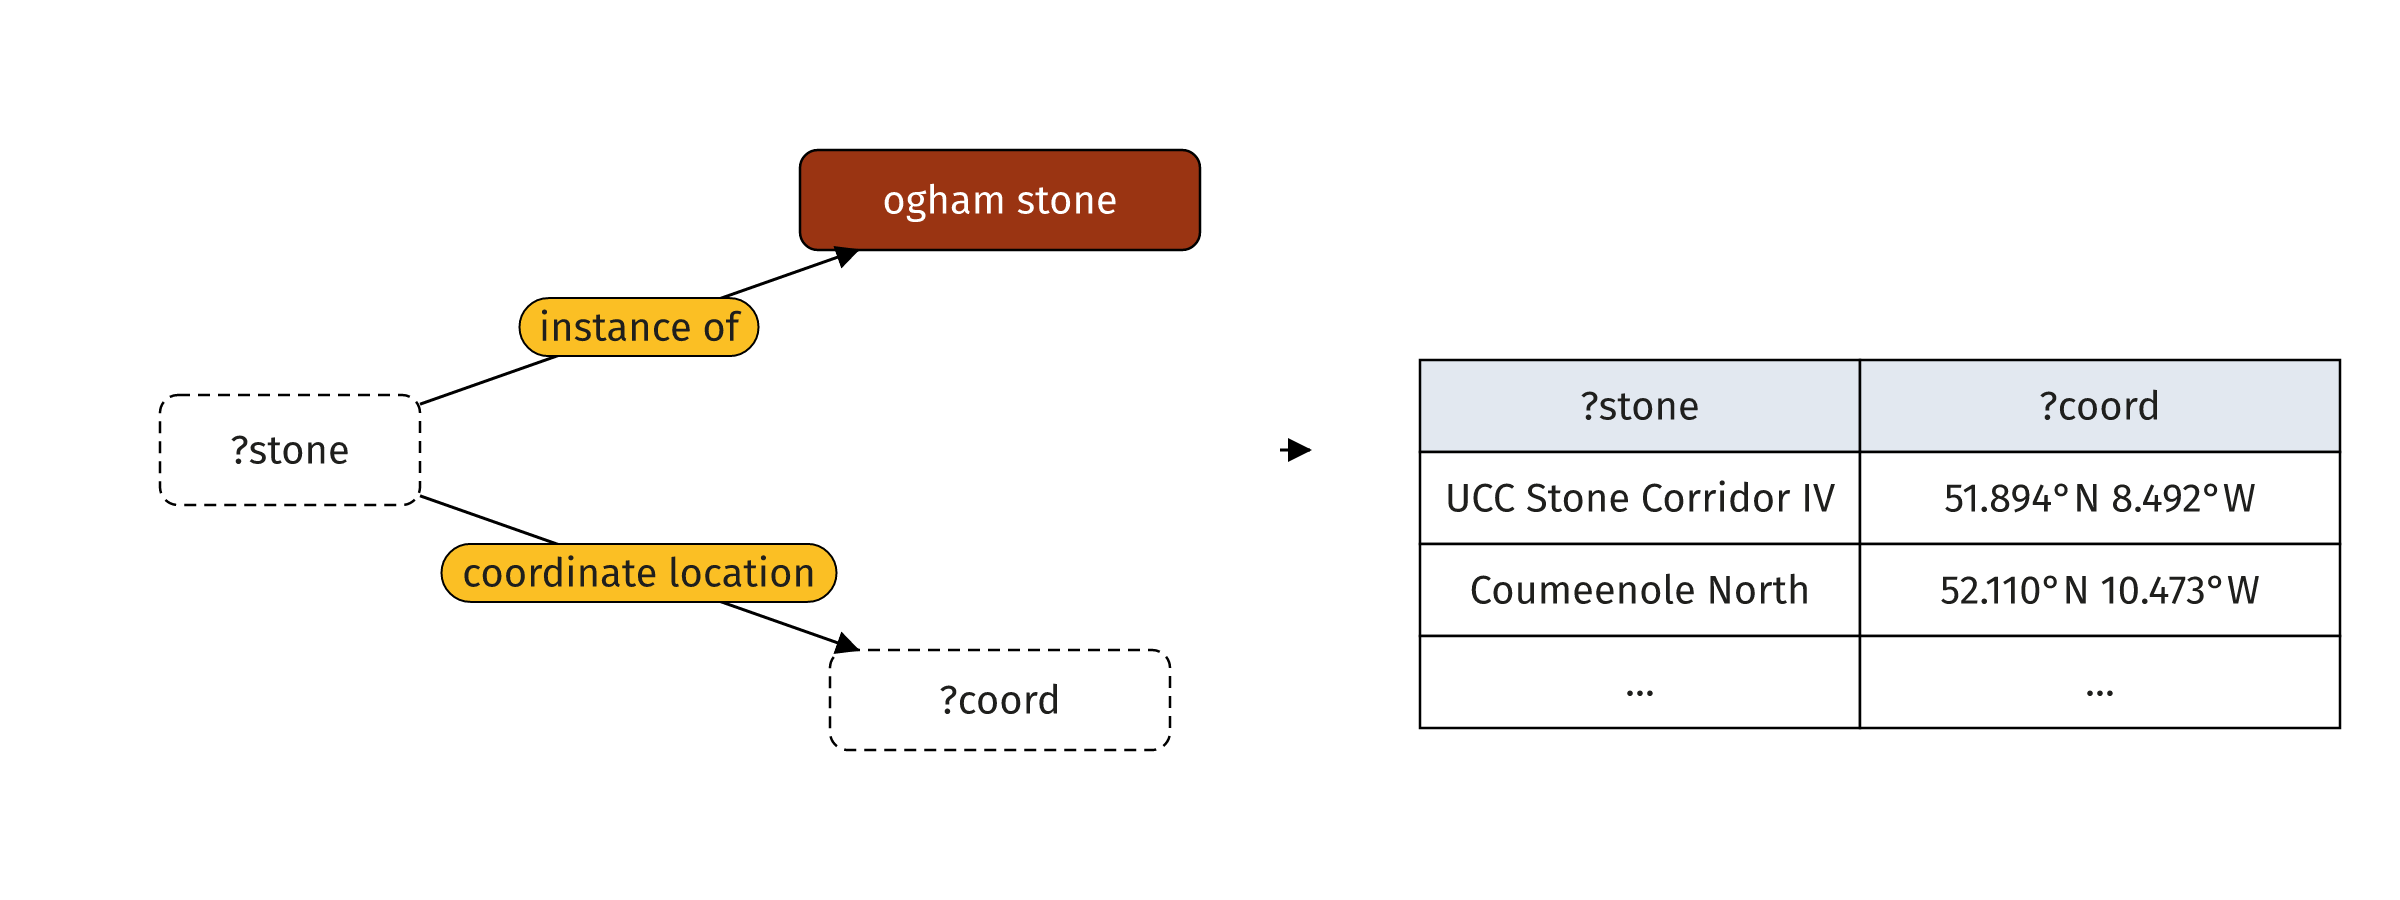 ogham stone
instance of
?stone
coordinate location
?coord
?stone ?coord
UCC Stone Corridor IV 51.894° N 8.492° W
Coumeenole North 52.110° N 10.473° W
... ...